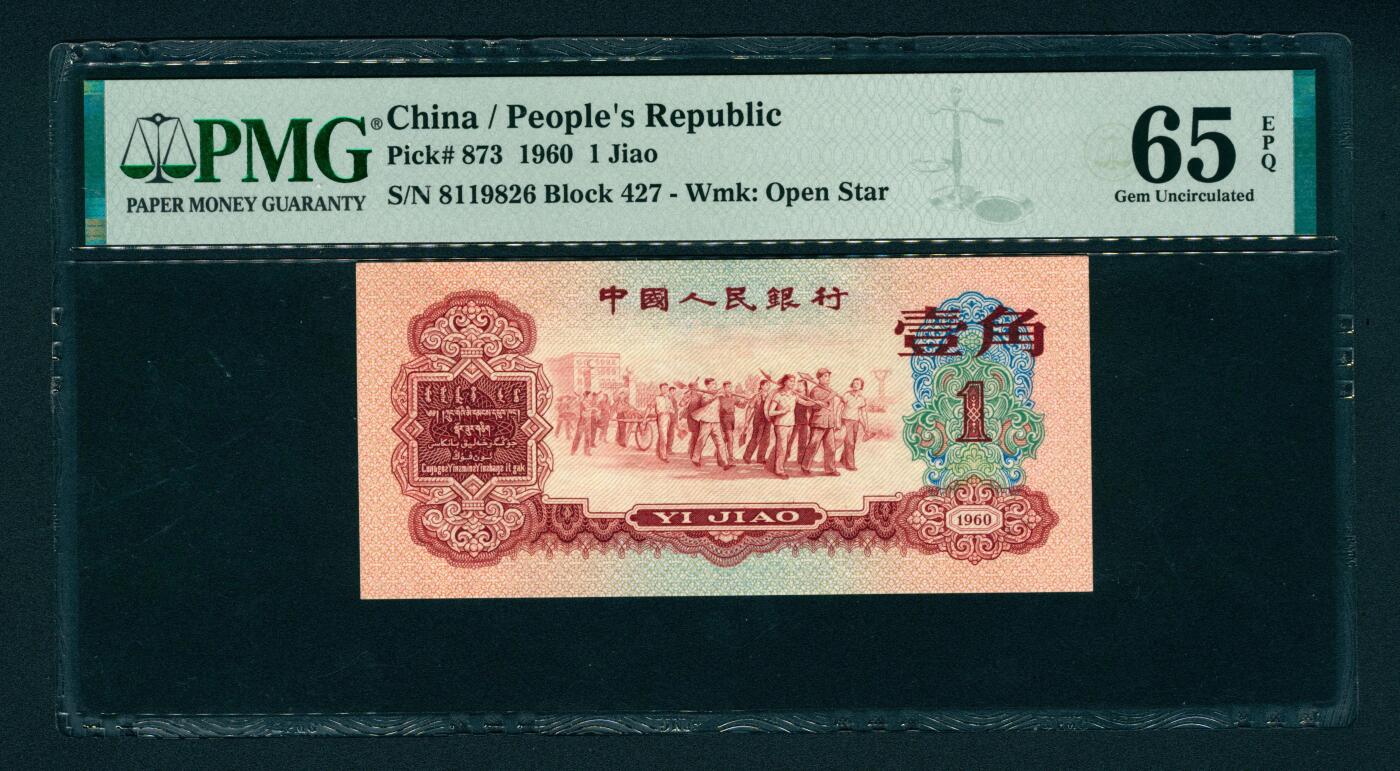 PMG®
PAPER MONEY GUARANTY
China / People's Republic
Pick# 873 1960 1 Jiao
S/N 8119826 Block 427 - Wmk: Open Star
65
EPQ
Gem Uncirculated
中國人民銀行
壹角
1
YI JIAO
1960